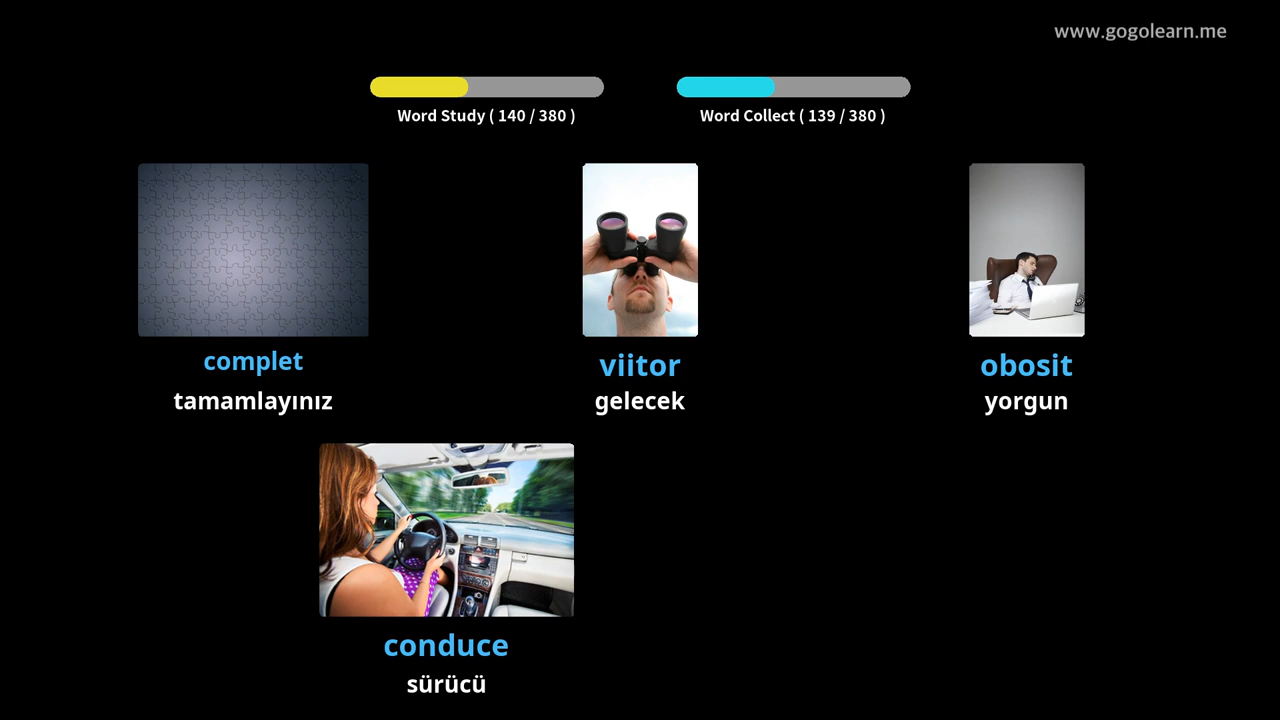 www.gogolearn.me
Word Study ( 140 / 380 )
Word Collect ( 139 / 380 )
complet
tamamlayınız
viitor
gelecek
obosit
yorgun
conduce
sürücü